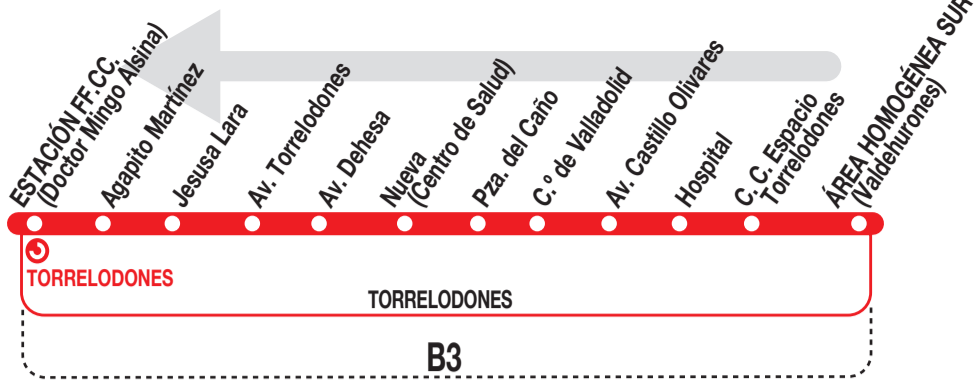 ESTACIÓN FF.CC.
(Doctor Mingo Alsina)
Agapito Martínez
Jesusa Lara
Av. Torrelodones
Av. Dehesa
Nueva
(Centro de Salud)
Pza. del Caño
C.º de Valladolid
Av. Castillo Olivares
Hospital
C. C. Espacio
Torrelodones
ÁREA HOMOGÉNEA SUR
(Valdehurones)
TORRELODONES
TORRELODONES
B3